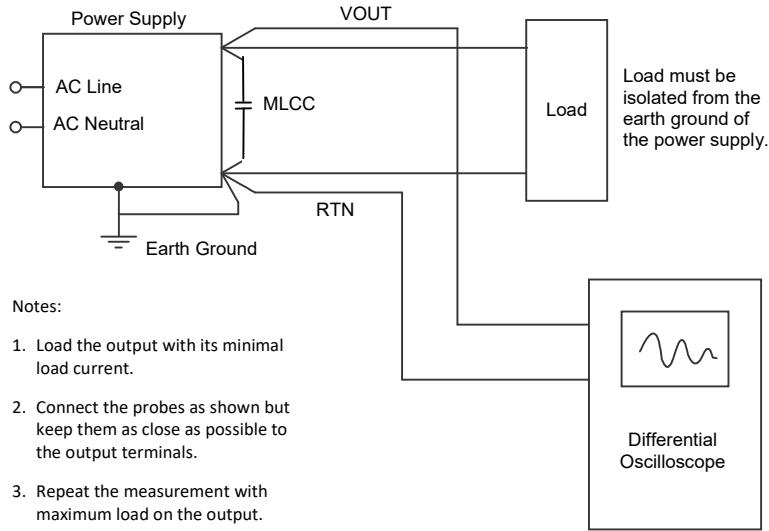 Power Supply
VOUT
AC Line
AC Neutral
MLCC
Load
Load must be
isolated from the
earth ground of
the power supply.
RTN
Earth Ground
Notes:
1. Load the output with its minimal
load current.
2. Connect the probes as shown but
keep them as close as possible to
the output terminals.
3. Repeat the measurement with
maximum load on the output.
Differential
Oscilloscope